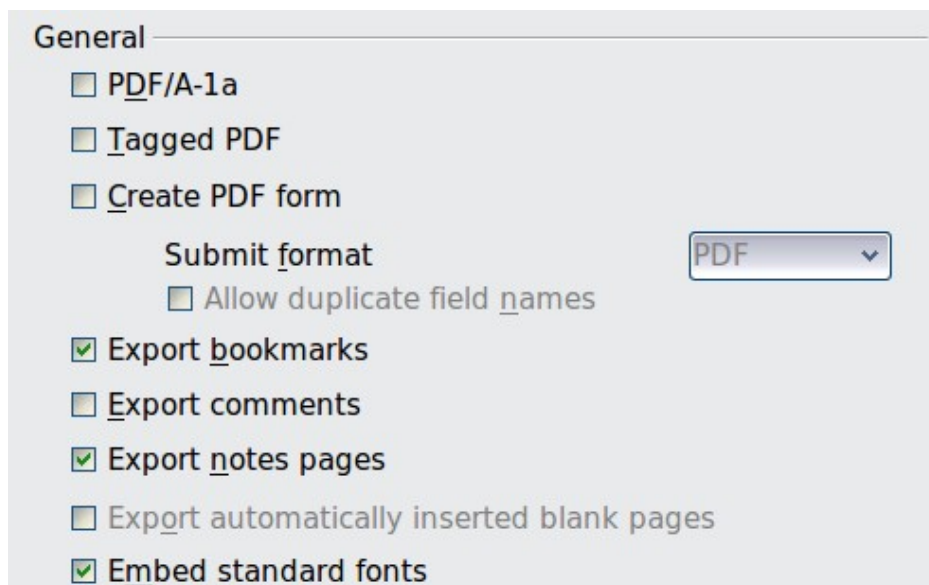 General
PDF/A-1a
Tagged PDF
Create PDF form
Submit format PDF
Allow duplicate field names
Export bookmarks
Export comments
Export notes pages
Export automatically inserted blank pages
Embed standard fonts